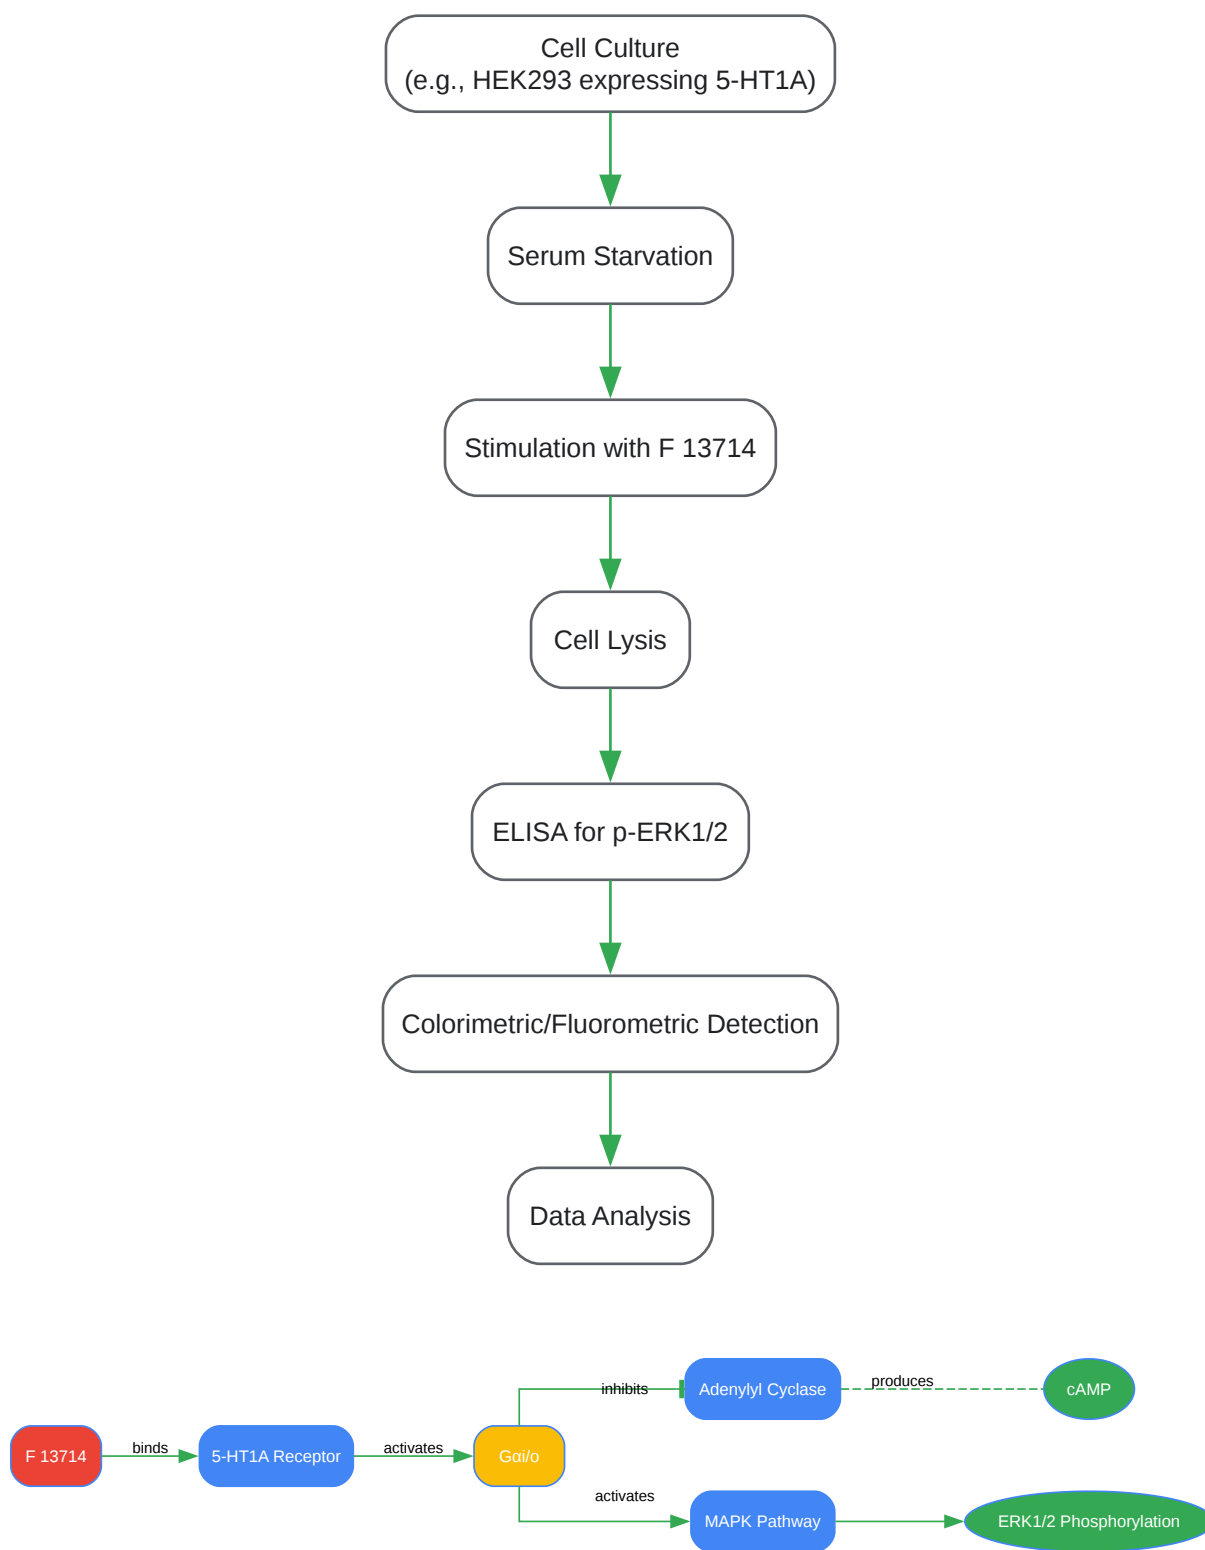 Cell Culture
(e.g., HEK293 expressing 5-HT1A)
Serum Starvation
Stimulation with F 13714
Cell Lysis
ELISA for p-ERK1/2
Colorimetric/Fluorometric Detection
Data Analysis
F 13714
binds
5-HT1A Receptor
activates
Gαi/o
inhibits
Adenylyl Cyclase
produces
cAMP
activates
MAPK Pathway
ERK1/2 Phosphorylation